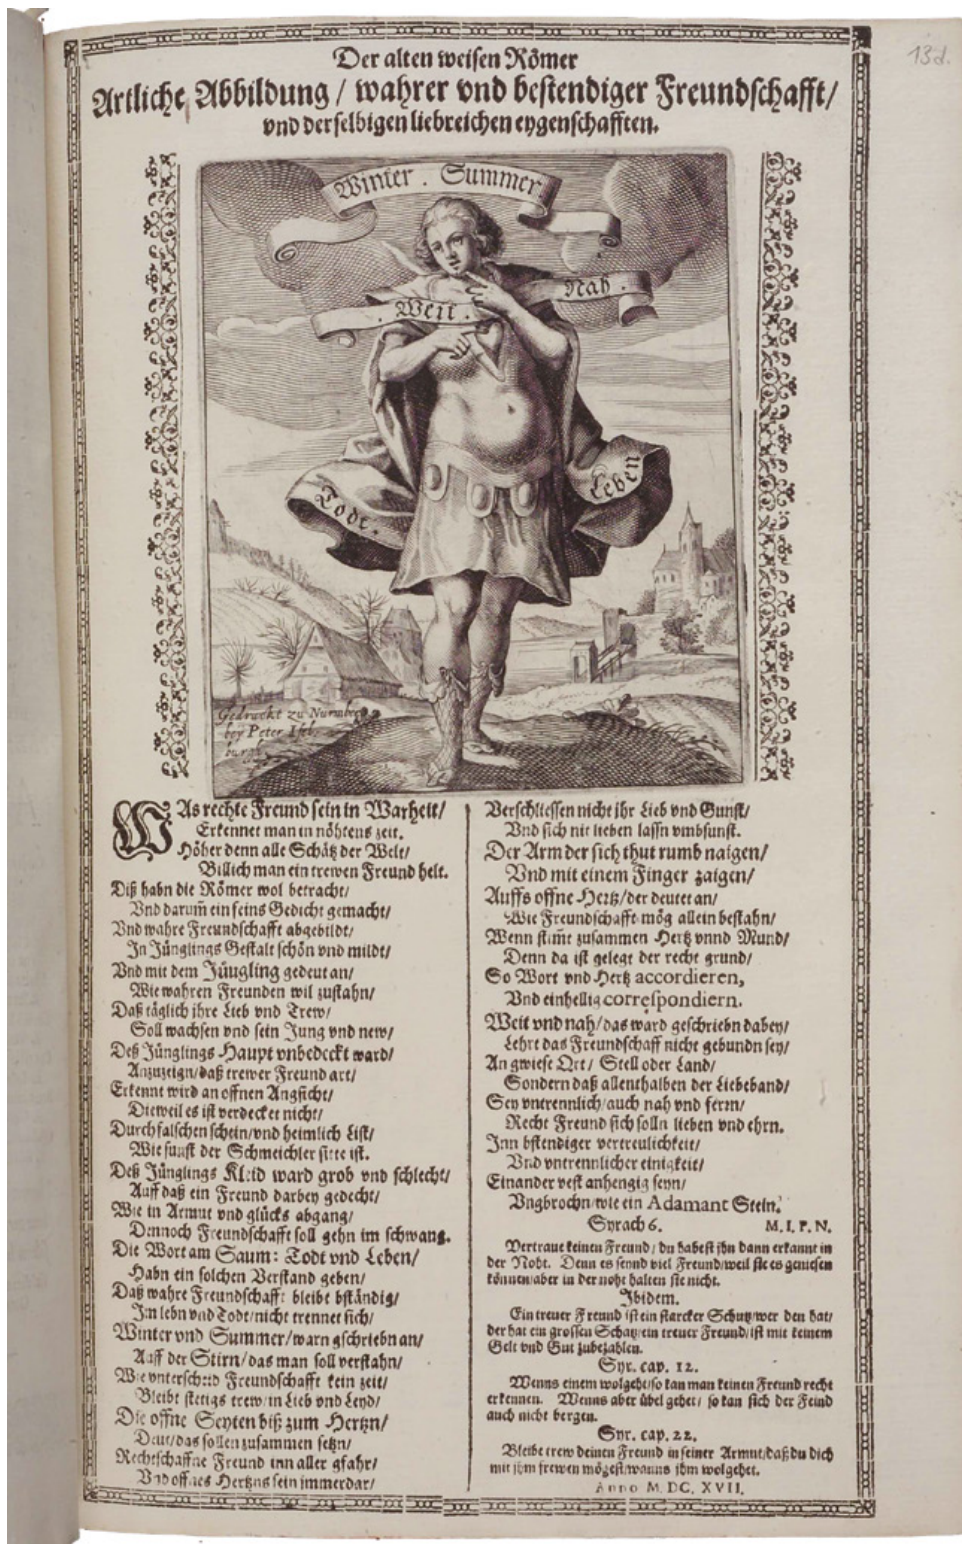 13d.
Der alten weisen Römer
Artliche Abbildung / wahrer vnd bestendiger Freundschafft /
vnd derselbigen liebreichen eygenschafften.
Winter . Summer
. Weit . Nah .
Todt . Leben
Gedruckt zu Nurmberg
bey Peter Isel
burgk
WAs rechte Freund sein in Warheit/
Erkennet man in nöhtens zeit.
Höher denn alle Schätz der Welt/
Billich man ein trewen Freund helt.
Diß habn die Römer wol betracht/
Vnd darum̃ ein feins Gedicht gemacht/
Vnd wahre Freundschafft abgebildt/
In Jünglings Gestalt schön vnd mildt/
Vnd mit dem Jüngling gedeut an/
Wie wahren Freunden wil zustahn/
Daß täglich ihre Lieb vnd Trew/
Soll wachsen vnd sein Jung vnd new/
Deß Jünglings Haupt vnbedeckt ward/
Anzuzeign/daß trewer Freund art/
Erkennt wird an offnen Angsicht/
Dieweil es ist verdecket nicht/
Durch falschen schein/vnd heimlich List/
Wie sunst der Schmeichler sitte ist.
Deß Jünglings Kleid ward grob vnd schlecht/
Auff daß ein Freund darbey gedecht/
Wie in Armut vnd glücks abgang/
Dennoch Freundschafft soll gehn im schwang.
Die Wort am Saum: Todt vnd Leben/
Habn ein solchen Verstand geben/
Daß wahre Freundschafft bleibt bständig/
Im lebn vnd Todt/nicht trennet sich/
Winter vnd Summer/warn gschriebn an/
Auff der Stirn/das man soll verstahn/
Wie vnterscheid Freundschafft kein zeit/
Bleibt stetigs trew/in Lieb vnd Leyd/
Die offne Seyten biß zum Hertzn/
Deut/das sollen zusammen setzn/
Rechtschaffne Freund inn aller gfahr/
Vnd offnes Hertzns sein immerdar/
Verschliessen nicht jhr Lieb vnd Gunst/
Vnd sich nit lieben lassn vmbsunst.
Der Arm der sich thut rumb naigen/
Vnd mit einem Finger zaigen/
Auffs offne Hertz/der deutet an/
Wie Freundschafft mög allein bestahn/
Wenn stim̃t zusammen Hertz vnnd Mund/
Denn da ist gelegt der recht grund/
So Wort vnd Hertz accordieren,
Vnd einhellig correspondiern.
Weit vnd nah/das ward geschriebn dabey/
Lehrt das Freundschaff nicht gebundn sey/
An gwiese Ort/ Stell oder Land/
Sondern daß allenthalben der Liebeband/
Sey vntrennlich/auch nah vnd ferrn/
Recht Freund sich solln lieben vnd ehrn.
Inn bstendiger vertreulichkeit/
Vnd vntrennlicher einigkeit/
Einander vest anhengig seyn/
Vngbrochn/wie ein Adamant Stein.
Syrach 6. M. I. P. N.
Vertraue keinen Freund/du habest jhn dann erkannt in
der Noht. Denn es seynd viel Freund/weil sie es geniesen
können/aber in der noht halten sie nicht.
Ibidem.
Ein treuer Freund ist ein starcker Schutz/wer den hat/
der hat ein grossen Schatz/ein treuer Freund/ist mit keinem
Gelt vnd Gut zubezahlen.
Syr. cap. 12.
Wenns einem wolgeht/so kan man keinen Freund recht
erkennen. Wenns aber übel gehet/ so kan sich der Feind
auch nicht bergen.
Syr. cap. 22.
Bleibe trew deinen Freund in seiner Armut/daß du dich
mit jhm frewen mögest/wanns jhm wolgehet.
Anno M. DC. XVII.